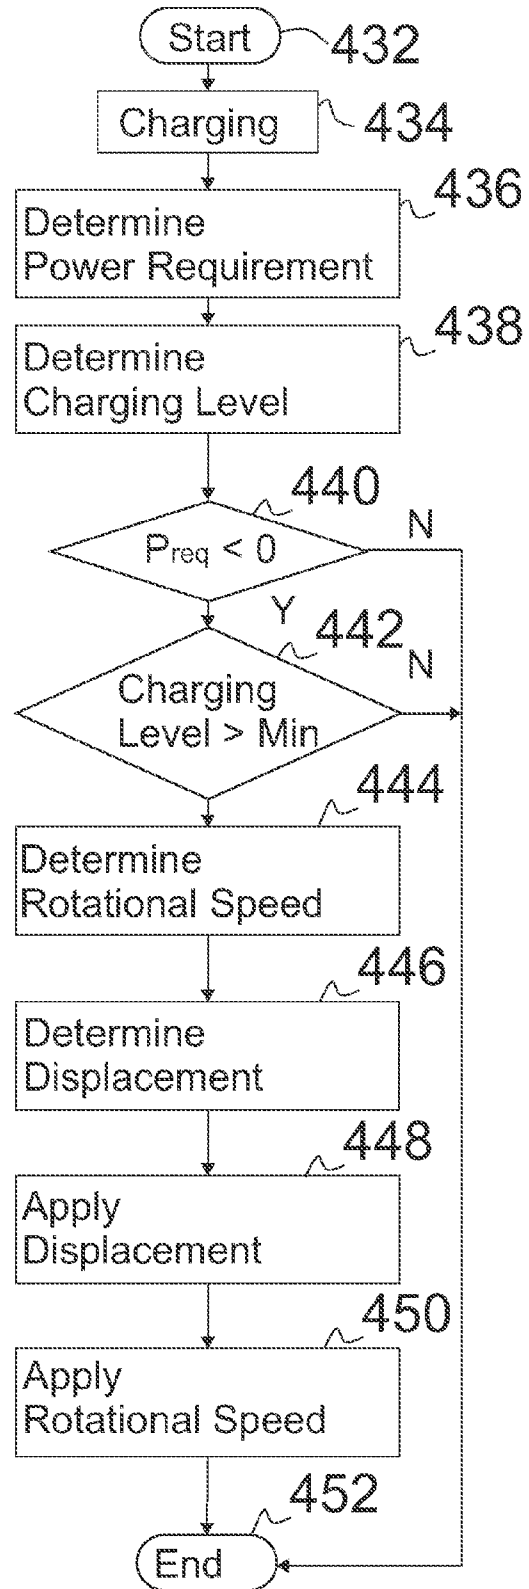 Start
432
Charging
434
436
Determine
Power Requirement
438
Determine
Charging Level
440
Preq < 0
N
Y
442
N
Charging
Level > Min
444
Determine
Rotational Speed
446
Determine
Displacement
448
Apply
Displacement
450
Apply
Rotational Speed
452
End